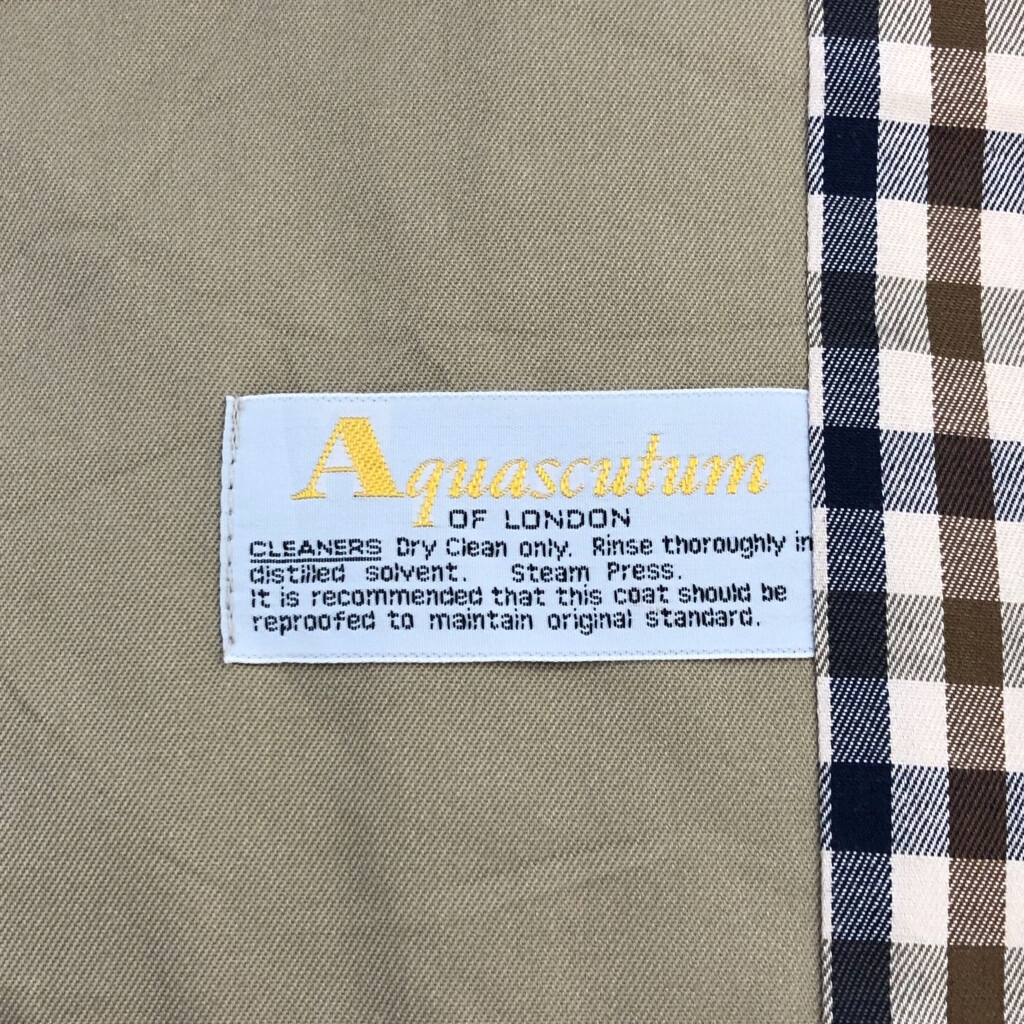 Aquascutum
OF LONDON
CLEANERS Dry Clean only. Rinse thoroughly in
distilled solvent. Steam Press.
It is recommended that this coat should be
reproofed to maintain original standard.